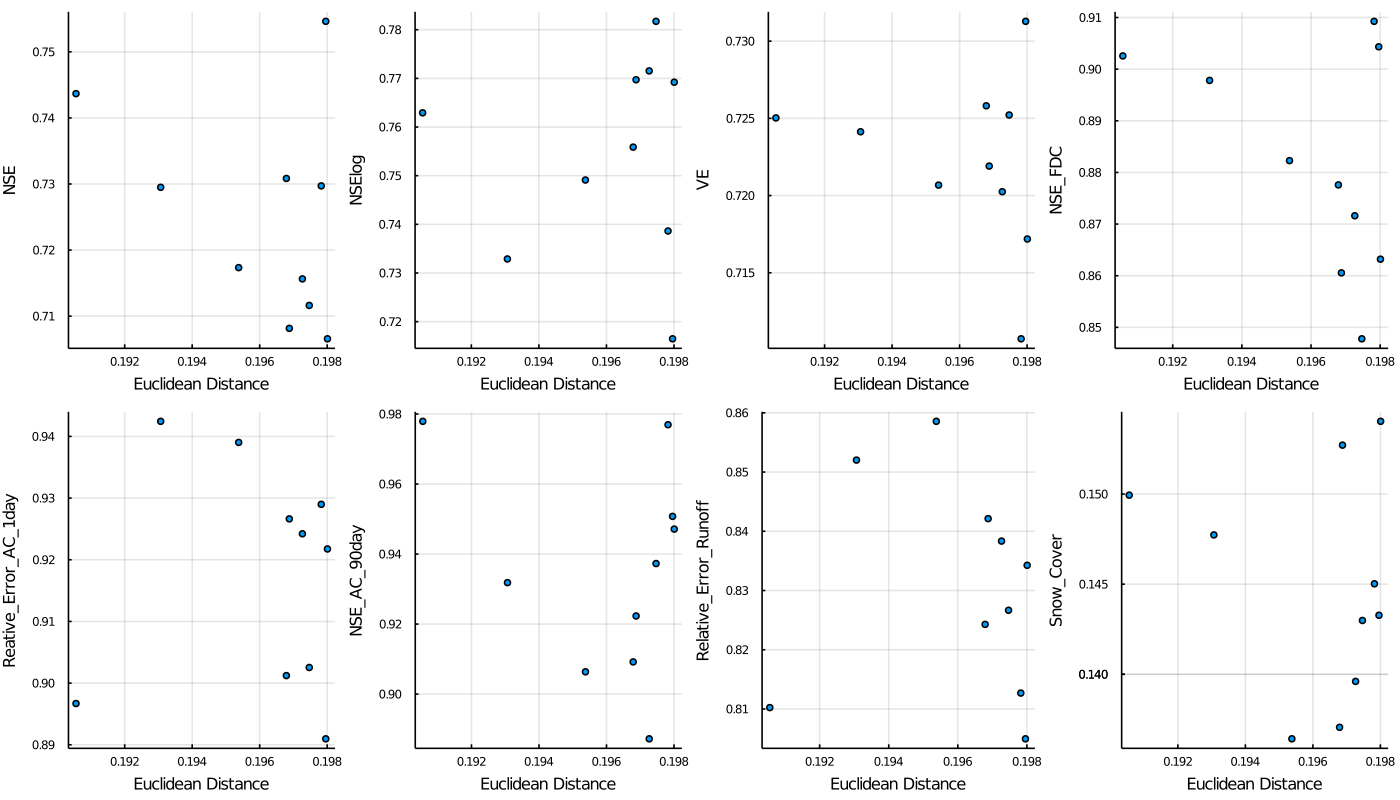 NSE
0.75
0.74
0.73
0.72
0.71
0.192 0.194 0.196 0.198
Euclidean Distance
NSElog
0.78
0.77
0.76
0.75
0.74
0.73
0.72
0.192 0.194 0.196 0.198
Euclidean Distance
VE
0.730
0.725
0.720
0.715
0.192 0.194 0.196 0.198
Euclidean Distance
NSE_FDC
0.91
0.90
0.89
0.88
0.87
0.86
0.85
0.192 0.194 0.196 0.198
Euclidean Distance
Reative_Error_AC_1day
0.94
0.93
0.92
0.91
0.90
0.89
0.192 0.194 0.196 0.198
Euclidean Distance
NSE_AC_90day
0.98
0.96
0.94
0.92
0.90
0.192 0.194 0.196 0.198
Euclidean Distance
Relative_Error_Runoff
0.86
0.85
0.84
0.83
0.82
0.81
0.192 0.194 0.196 0.198
Euclidean Distance
Snow_Cover
0.150
0.145
0.140
0.192 0.194 0.196 0.198
Euclidean Distance